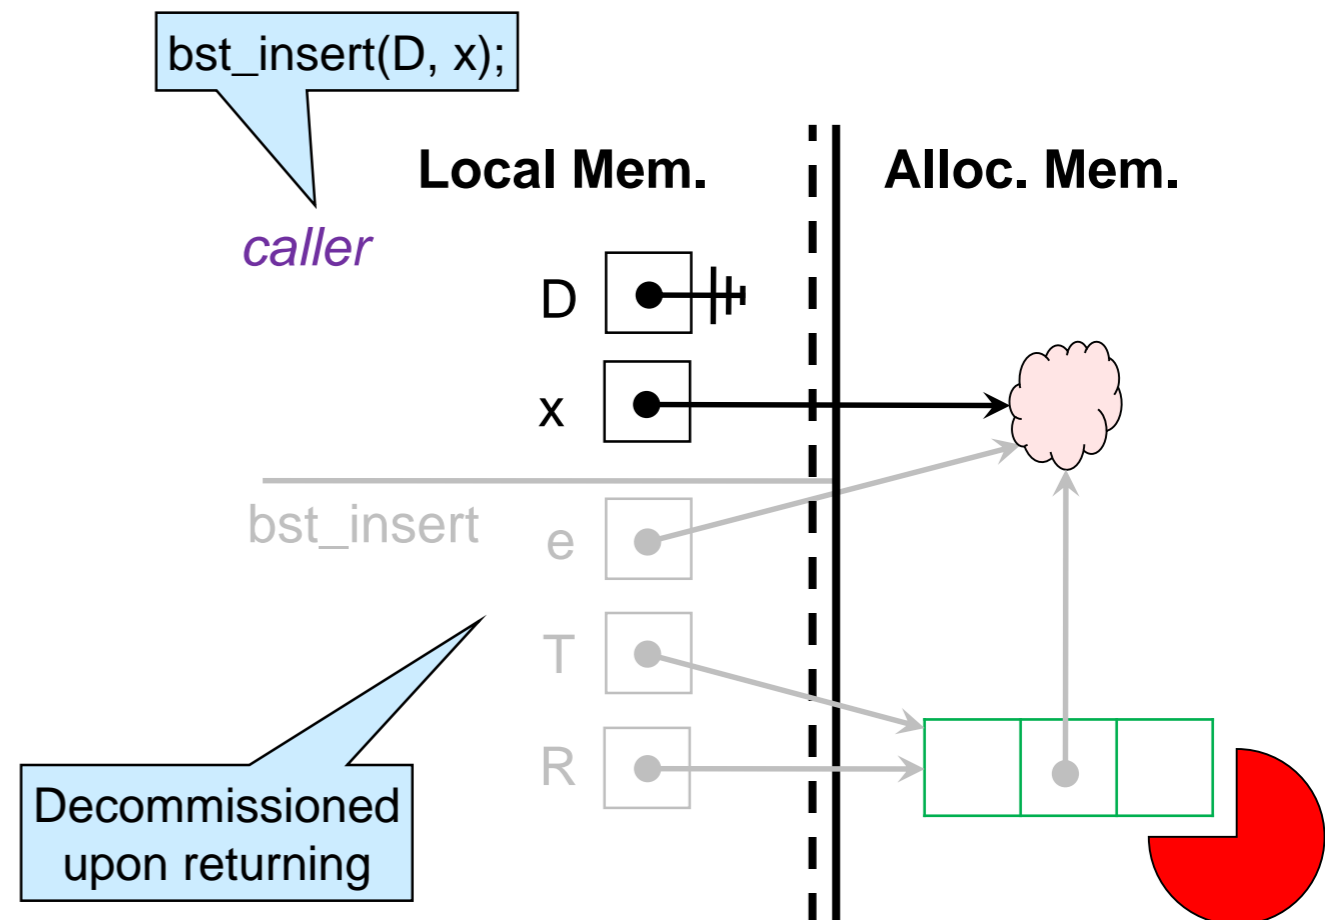 bst_insert(D, x);
Local Mem.
Alloc. Mem.
caller
D
x
bst_insert
e
T
R
Decommissioned
upon returning